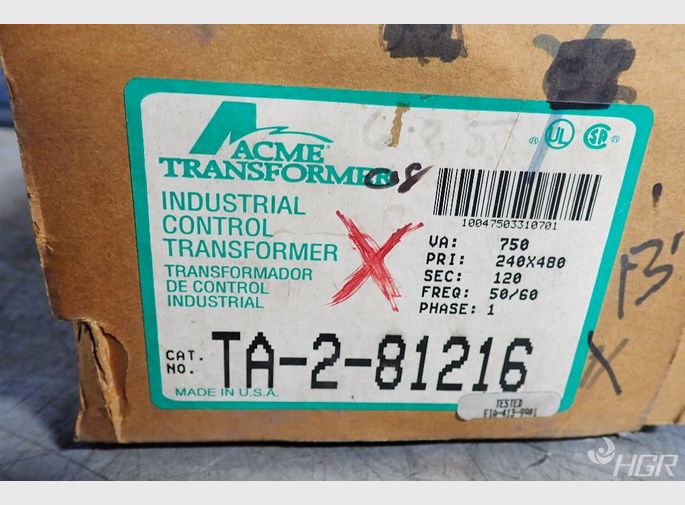 ACME
TRANSFORMER
08
UL
INDUSTRIAL
CONTROL
TRANSFORMER
TRANSFORMADOR
DE CONTROL
INDUSTRIAL
10047503310701
VA: 750
PRI: 240X480
SEC: 120
FREQ: 50/60
PHASE: 1
X
CAT.
NO. TA-2-81216
MADE IN U.S.A.
TESTED
X
HGR